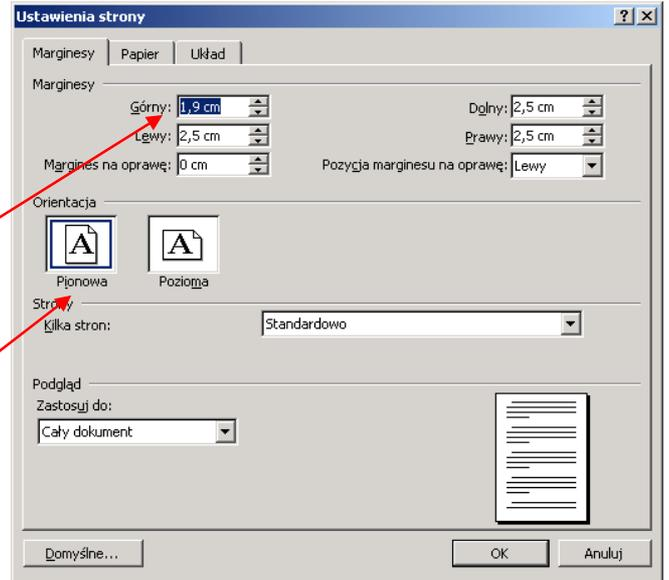 Ustawienia strony
Marginesy Papier Układ
Marginesy
Górny: 1,9 cm Dolny: 2,5 cm
Lewy: 2,5 cm Prawy: 2,5 cm
Margines na oprawę: 0 cm Pozycja marginesu na oprawę: Lewy
Orientacja
A A
Pionowa Pozioma
Strony
Kilka stron: Standardowo
Podgląd
Zastosuj do:
Cały dokument
Domyślne... OK Anuluj